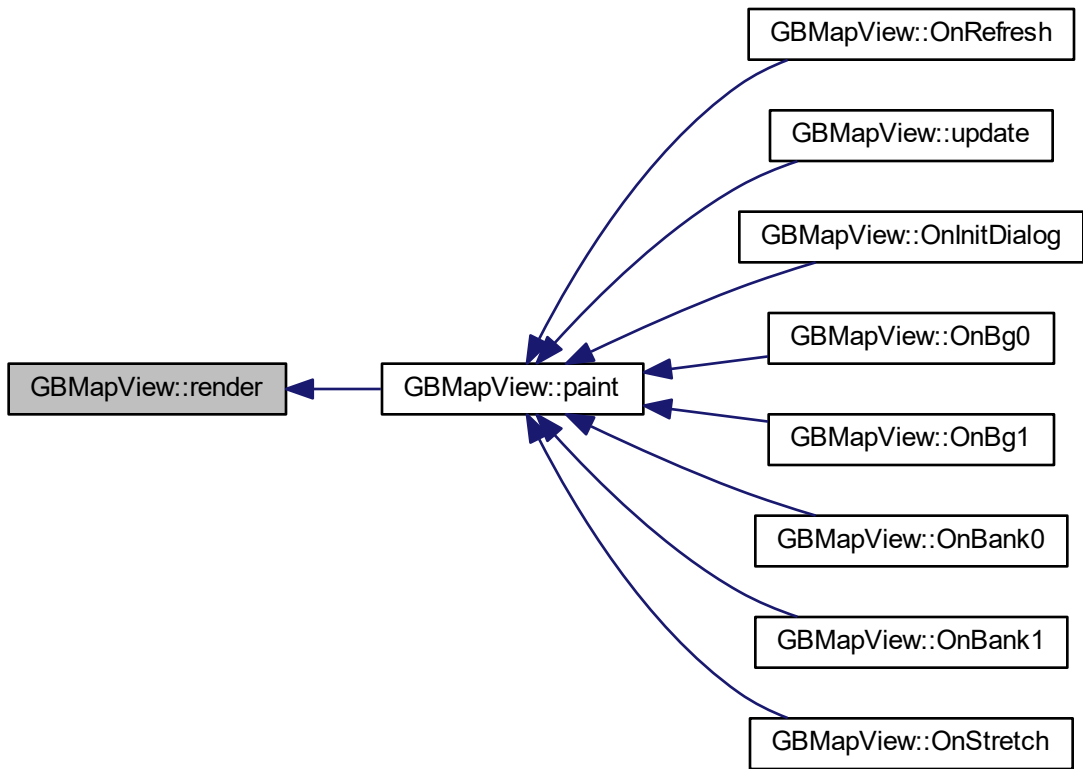 GBMapView::OnRefresh
GBMapView::update
GBMapView::OnInitDialog
GBMapView::OnBg0
GBMapView::render
GBMapView::paint
GBMapView::OnBg1
GBMapView::OnBank0
GBMapView::OnBank1
GBMapView::OnStretch